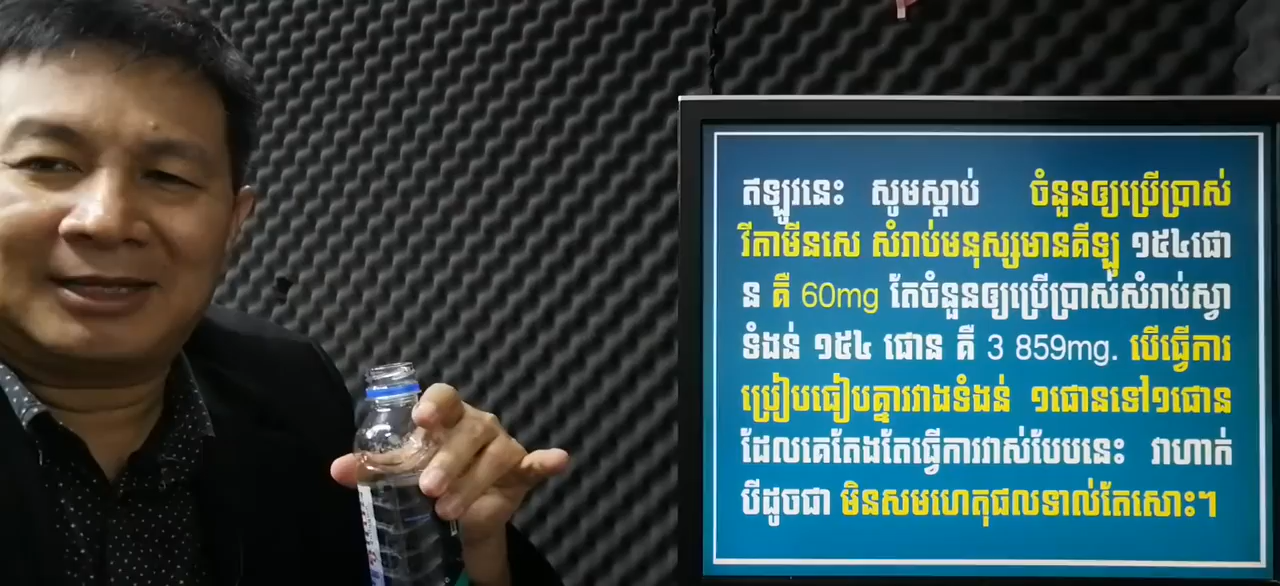 ឥឡូវនេះ សូមស្តាប់ ចំនួនឲ្យប្រើប្រាស់
វីតាមីនសេ សំរាប់មនុស្សមានគីឡូ ១៥៤ផោ
ន គឺ 60mg តែចំនួនឲ្យប្រើប្រាស់សំរាប់ស្វា
ទំងន់ ១៥៤ ផោន គឺ 3 859mg. បើធ្វើការ
ប្រៀបធៀបគ្នារវាងទំងន់ ១ផោនទៅ១ផោន
ដែលគេតែងតែធ្វើការវាស់បែបនេះ វាហាក់
បីដូចជា មិនសមហេតុផលទាល់តែសោះ។